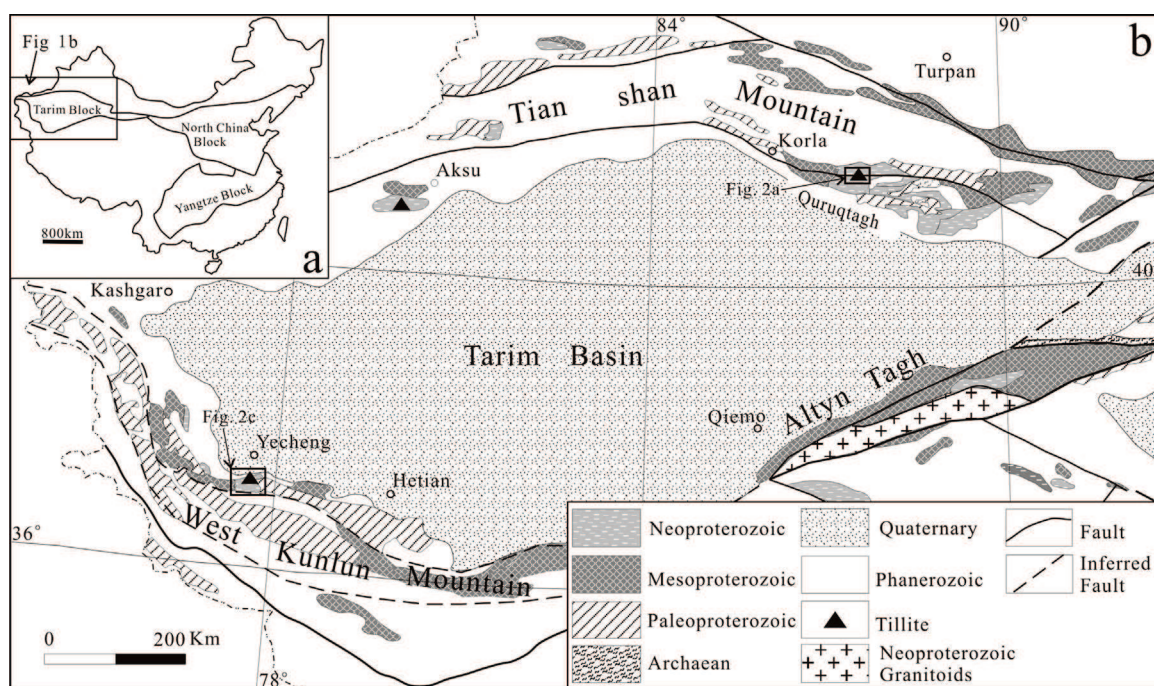 Fig 1b
Tarim Block
North China
Block
Yangtze Block
800km
a
84°
90°
b
Turpan
Tian shan Mountain
Korla
Aksu
Fig. 2a
Quruqtagh
40
Kashgar
Tarim Basin
Altyn Tagh
Qiemo
Fig. 2c
Yecheng
Hetian
36°
West Kunlun Mountain
0 200 Km
78°
Neoproterozoic
Quaternary
Fault
Mesoproterozoic
Phanerozoic
Inferred
Fault
Paleoproterozoic
Tillite
Archaean
Neoproterozoic
Granitoids